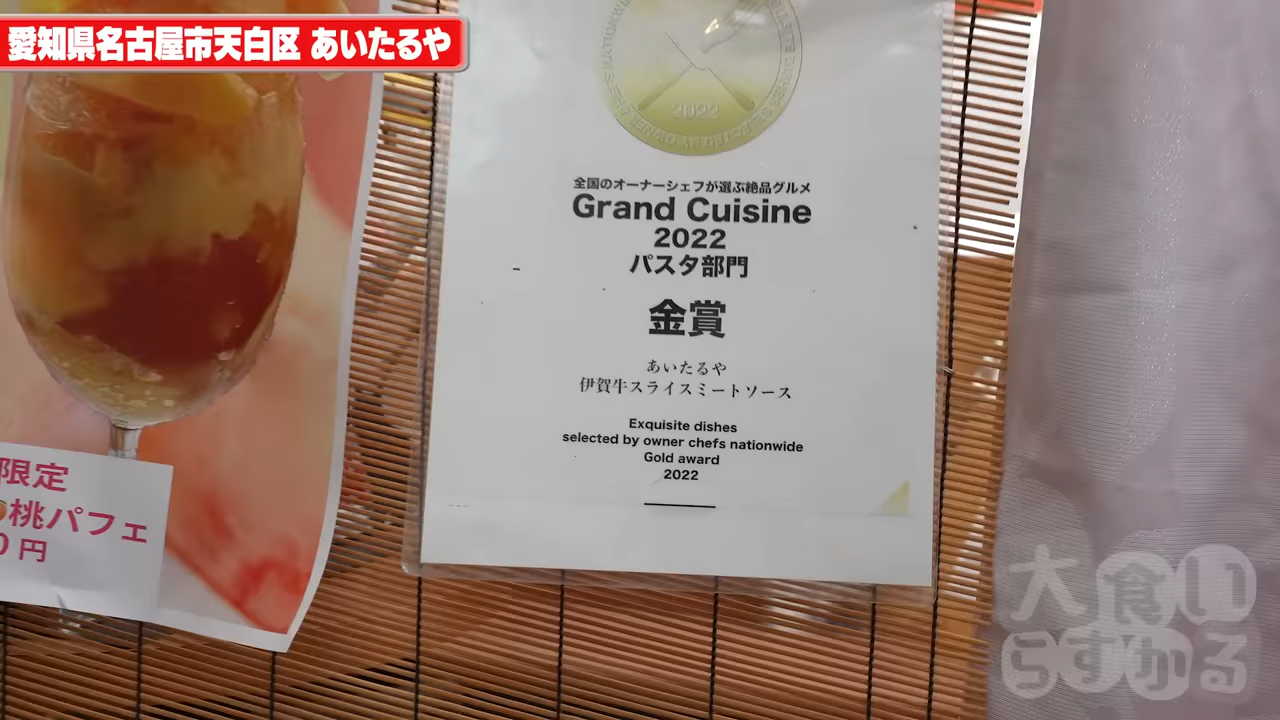 愛知県名古屋市天白区 あいたるや
2022
全国のオーナーシェフが選ぶ絶品グルメ
Grand Cuisine
2022
パスタ部門
金賞
あいたるや
伊賀牛スライスミートソース
Exquisite dishes
selected by owner chefs nationwide
Gold award
2022
限定
桃パフェ
0 円
大食い
らすかる